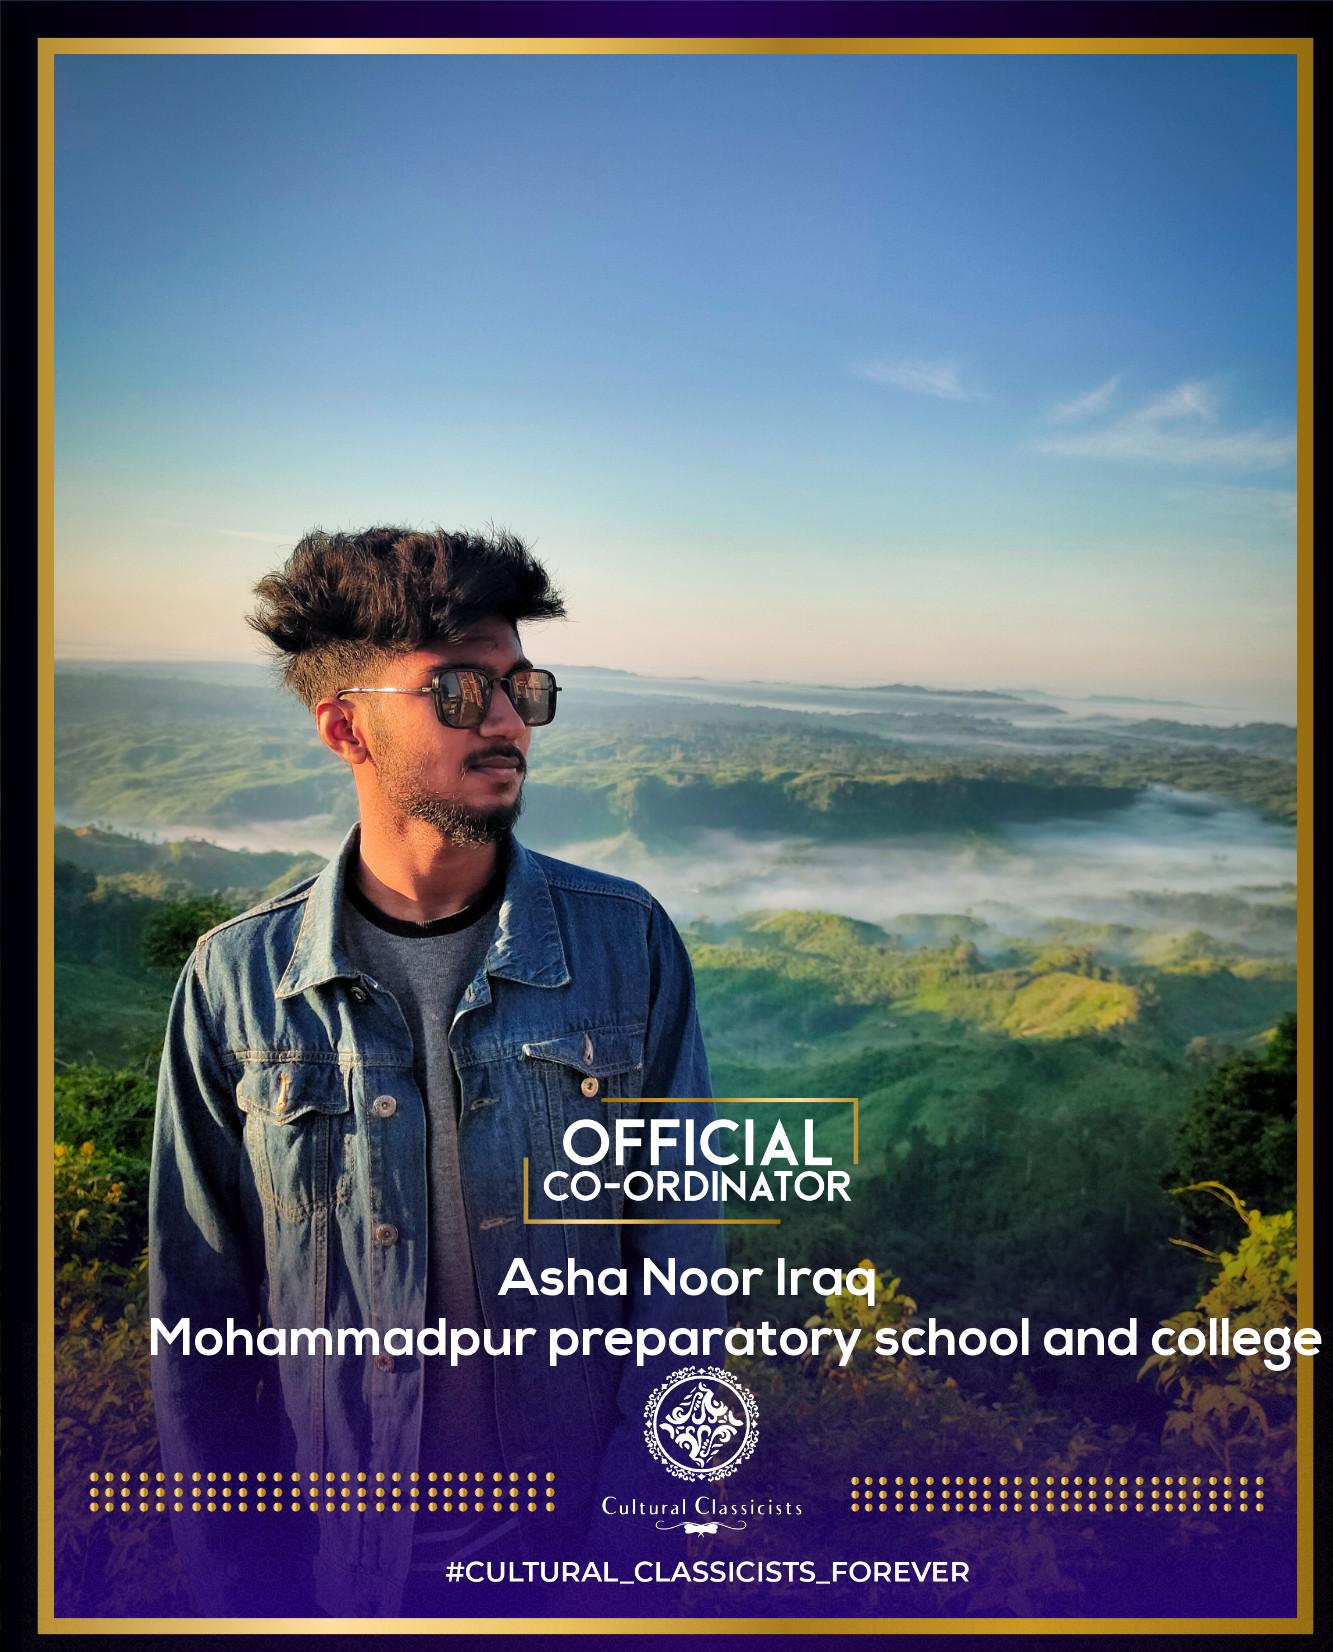 OFFICIAL
CO-ORDINATOR
Asha Noor Iraq
Mohammadpur preparatory school and college
Cultural Classicists
#CULTURAL_CLASSICISTS_FOREVER